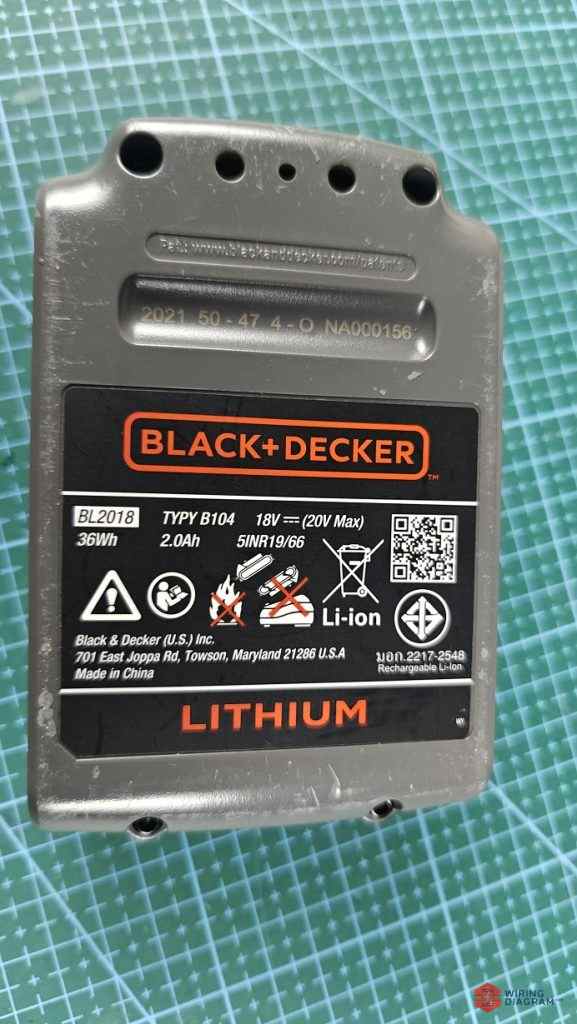 Pat.: www.blackanddecker.com/patents
2021 50 - 47 4 - O NA000156
BLACK+DECKER™
BL2018 TYPY B104 18V ⎓ (20V Max)
36Wh 2.0Ah 5INR19/66
Li-ion
Black & Decker (U.S.) Inc.
701 East Joppa Rd, Towson, Maryland 21286 U.S.A
Made in China
มอก.2217-2548
Rechargeable Li-Ion
LITHIUM
WIRING
DIAGRAM